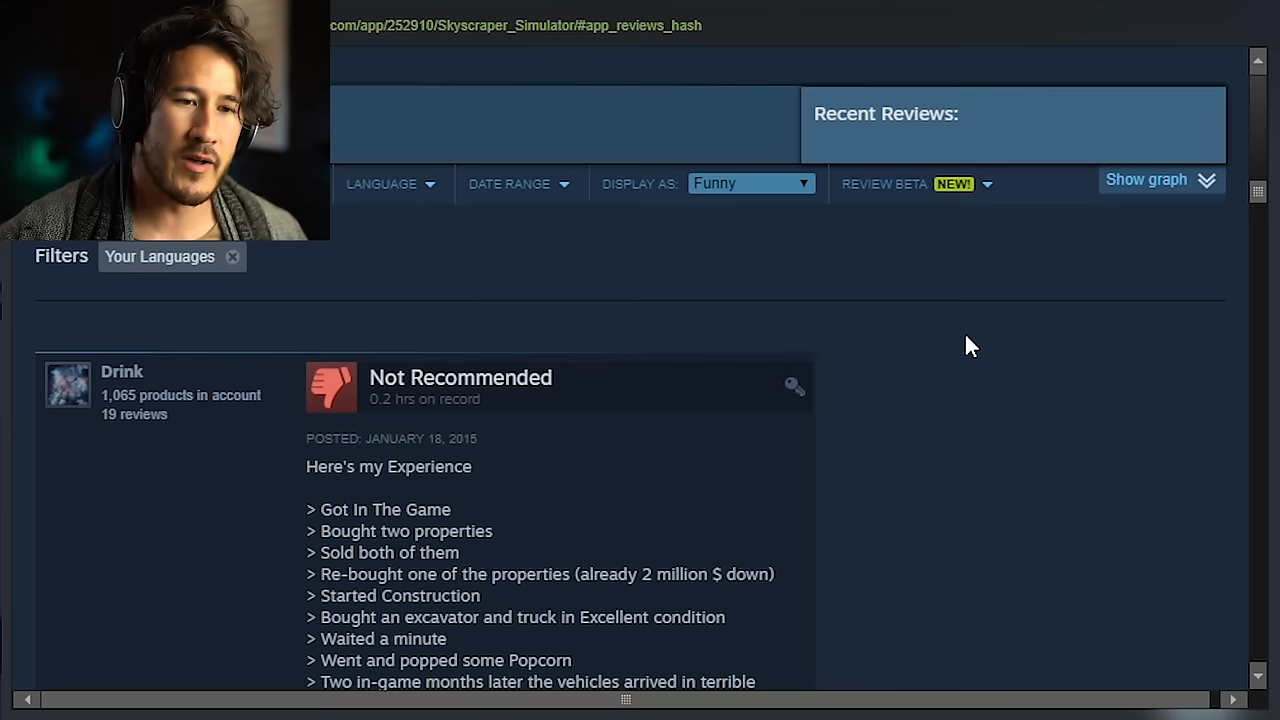 com/app/252910/Skyscraper_Simulator/#app_reviews_hash
Recent Reviews:
LANGUAGE DATE RANGE DISPLAY AS: Funny REVIEW BETA NEW! Show graph
Filters Your Languages
Drink
1,065 products in account
19 reviews
Not Recommended
0.2 hrs on record
POSTED: JANUARY 18, 2015
Here's my Experience
> Got In The Game
> Bought two properties
> Sold both of them
> Re-bought one of the properties (already 2 million $ down)
> Started Construction
> Bought an excavator and truck in Excellent condition
> Waited a minute
> Went and popped some Popcorn
> Two in-game months later the vehicles arrived in terrible